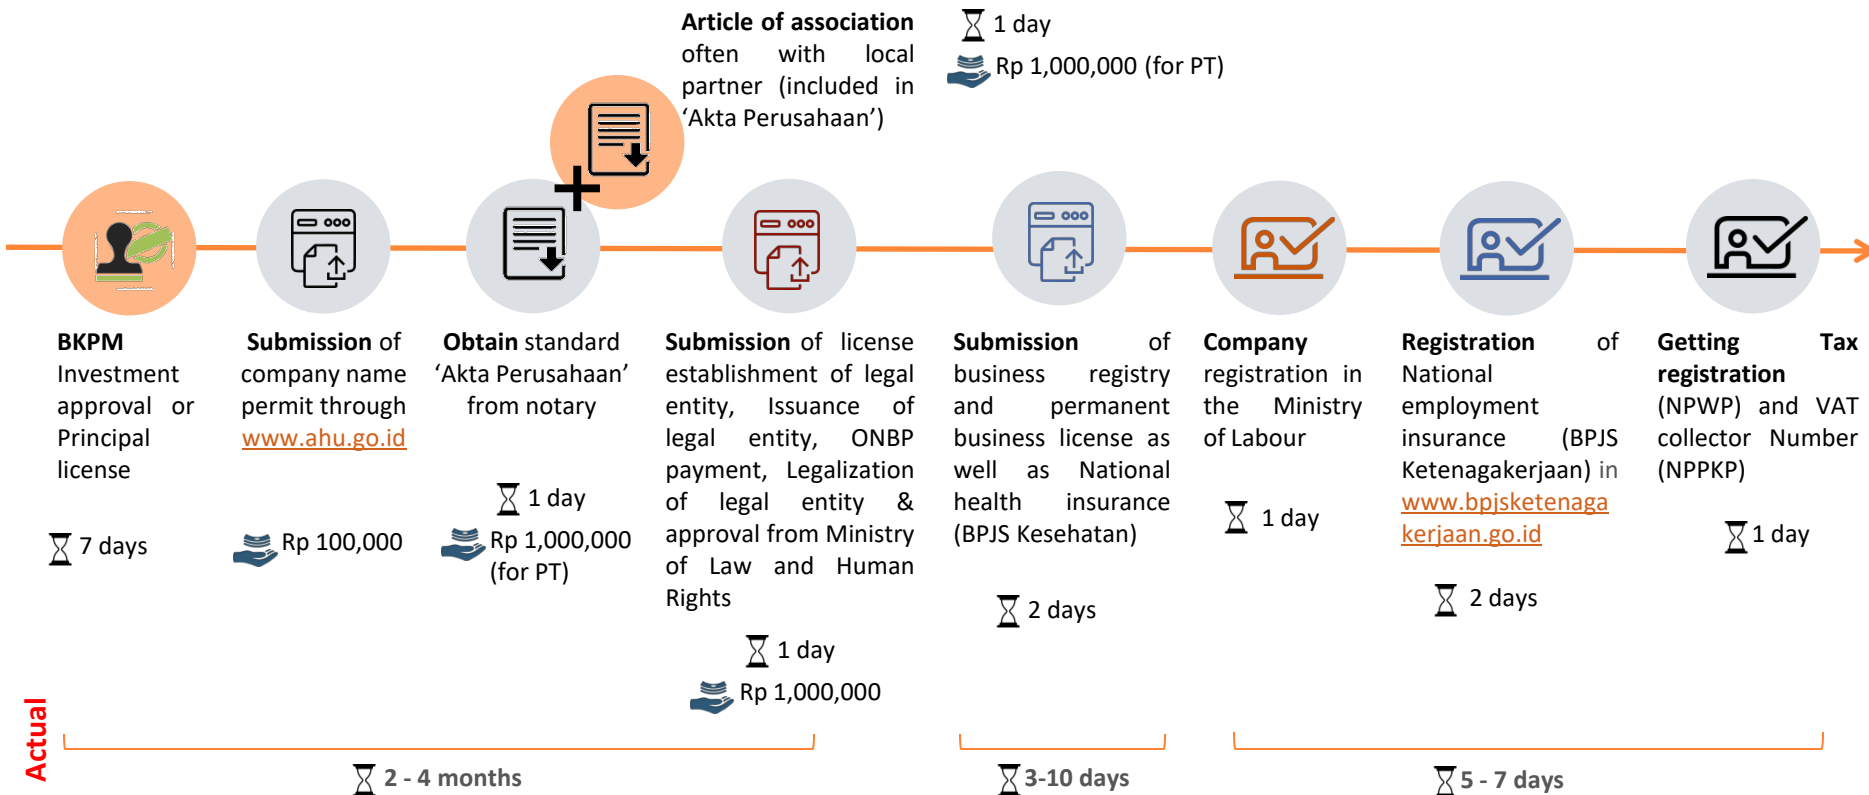 Article of association
often with local
partner (included in
‘Akta Perusahaan’)
1 day
Rp 1,000,000 (for PT)
BKPM
Investment
approval or
Principal
license
7 days
Submission of
company name
permit through
www.ahu.go.id
Rp 100,000
Obtain standard
‘Akta Perusahaan’
from notary
1 day
Rp 1,000,000
(for PT)
Submission of license
establishment of legal
entity, Issuance of
legal entity, ONBP
payment, Legalization
of legal entity &
approval from Ministry
of Law and Human
Rights
1 day
Rp 1,000,000
Submission of
business registry
and permanent
business license as
well as National
health insurance
(BPJS Kesehatan)
2 days
Company
registration in
the Ministry
of Labour
1 day
Registration of
National
employment
insurance (BPJS
Ketenagakerjaan) in
www.bpjsketenaga
kerjaan.go.id
2 days
Getting Tax
registration
(NPWP) and VAT
collector Number
(NPPKP)
1 day
Actual
2 - 4 months
3-10 days
5 - 7 days